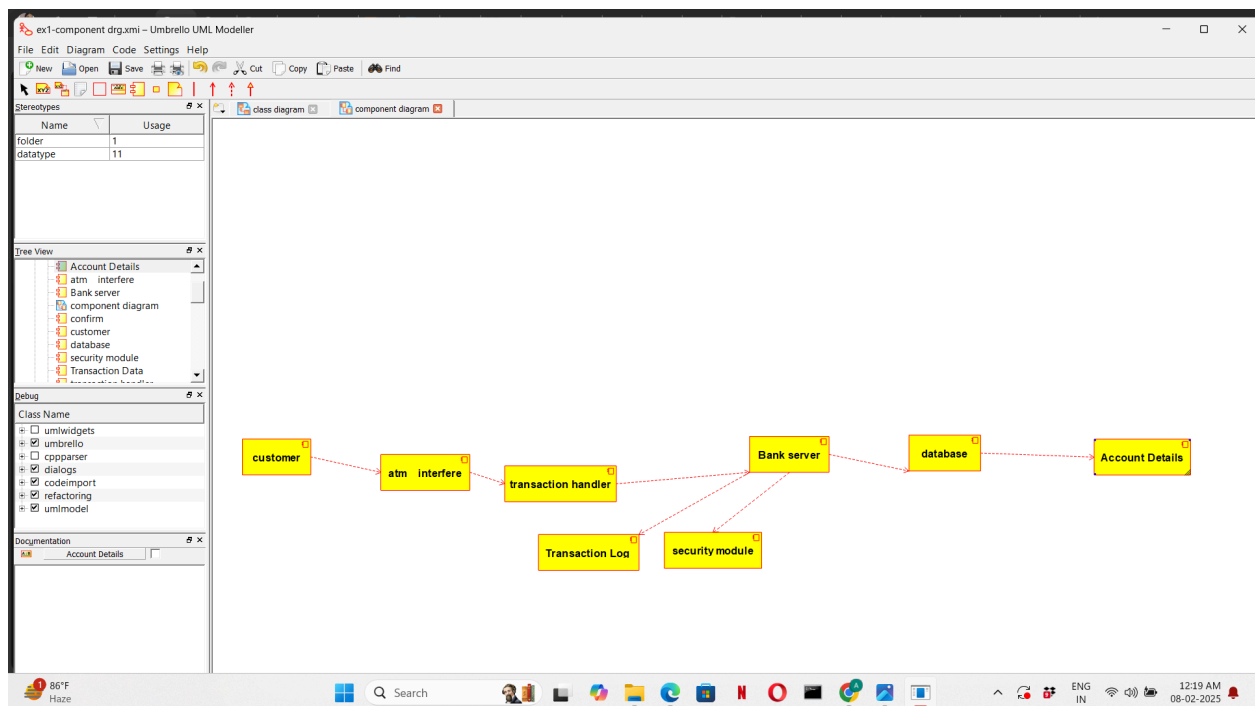 ex1-component drg.xmi – Umbrello UML Modeller
File Edit Diagram Code Settings Help
New Open Save Cut Copy Paste Find
Stereotypes
Name Usage
folder 1
datatype 11
Tree View
Account Details
atm interfere
Bank server
component diagram
confirm
customer
database
security module
Transaction Data
transaction handler
Debug
Class Name
umlwidgets
umbrello
cppparser
dialogs
codeimport
refactoring
umlmodel
Documentation
Account Details
class diagram component diagram
customer
atm interfere
transaction handler
Bank server
database
Account Details
Transaction Log
security module
1
86°F
Haze
Search
ENG
IN
12:19 AM
08-02-2025